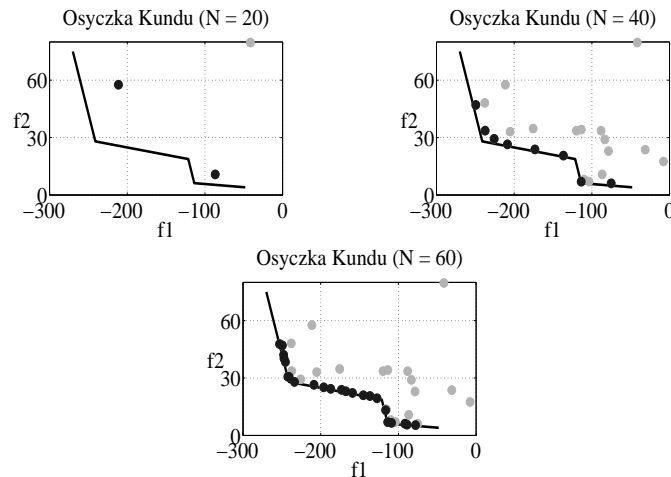 Osyczka Kundu (N = 20)
60
30
0
f2
−300 −200 −100 0
f1
Osyczka Kundu (N = 40)
60
30
0
f2
−300 −200 −100 0
f1
Osyczka Kundu (N = 60)
60
30
0
f2
−300 −200 −100 0
f1